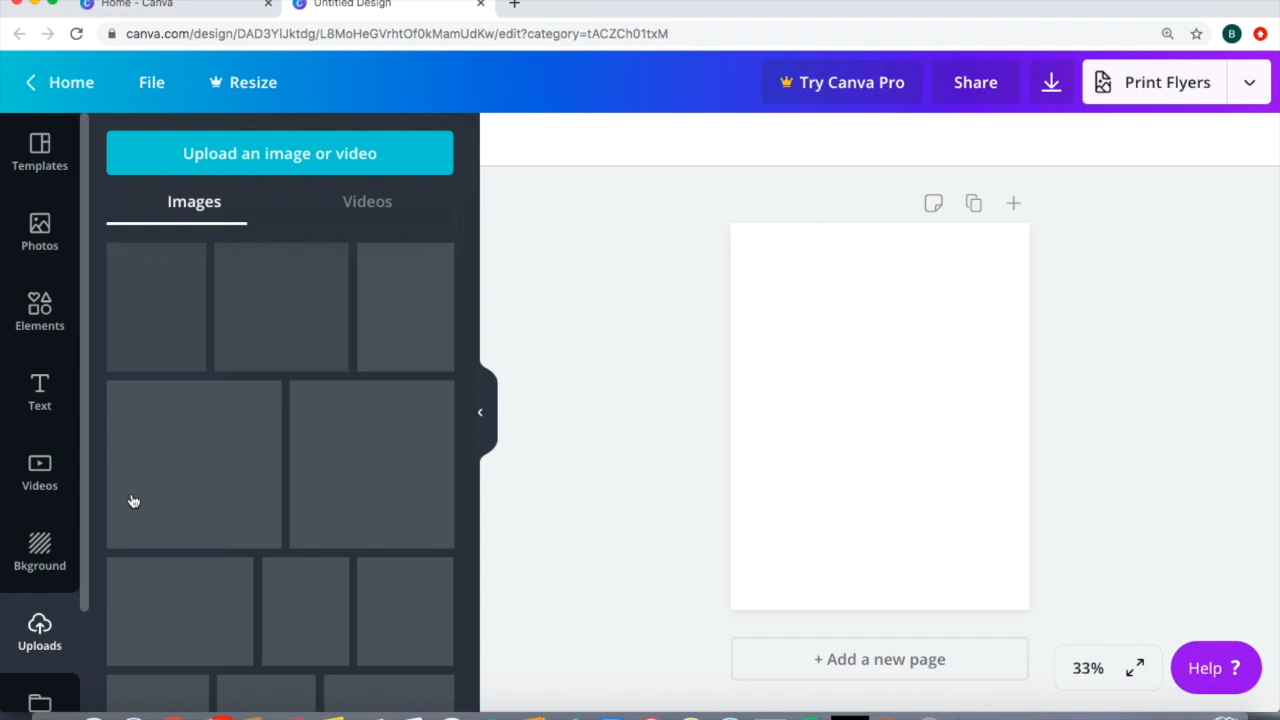 Home - Canva
Untitled Design
canva.com/design/DAD3YlJktdg/L8MoHeGVrhtOf0kMamUdKw/edit?category=tACZCh01txM
B
Home
File
Resize
Try Canva Pro
Share
Print Flyers
Templates
Photos
Elements
Text
Videos
Bkground
Uploads
Upload an image or video
Images
Videos
+ Add a new page
33%
Help ?